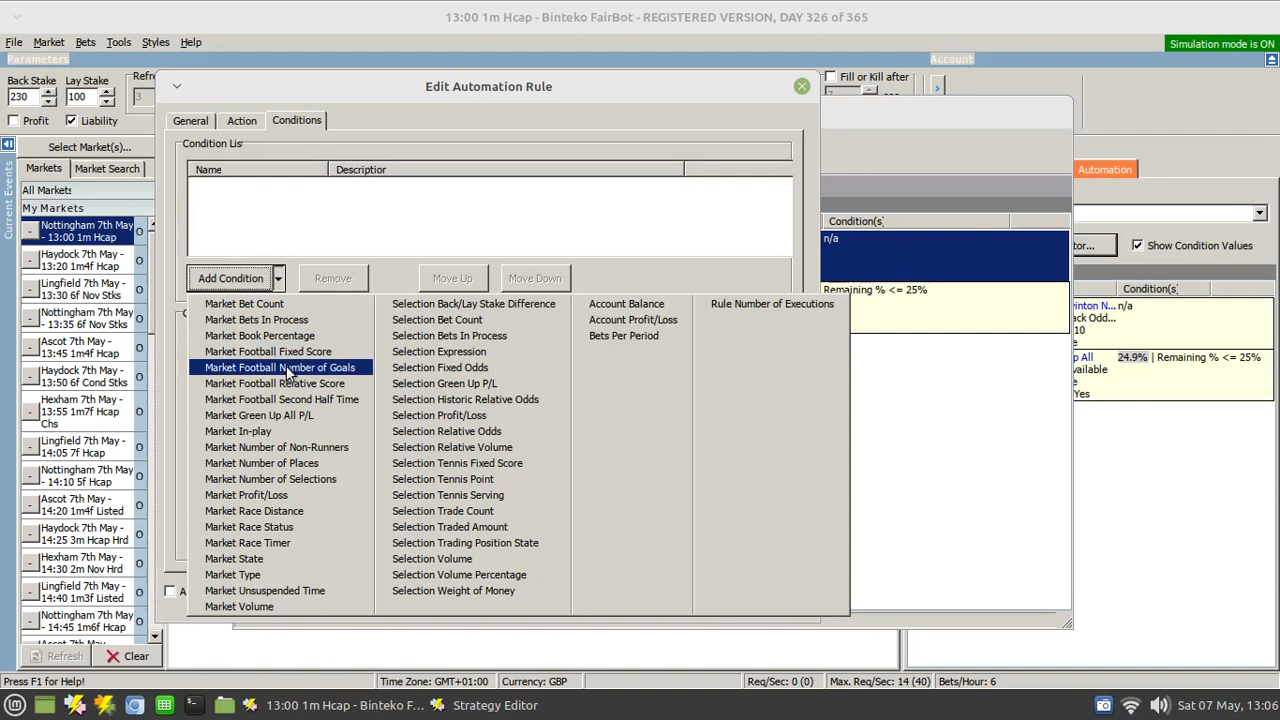 13:00 1m Hcap - Binteko FairBot - REGISTERED VERSION, DAY 326 of 365
File Market Bets Tools Styles Help
Simulation mode is ON
Parameters
Account
Back Stake Lay Stake
230 100
Profit Liability
Fill or Kill after
Select Market(s)...
Markets Market Search
All Markets
My Markets
Current Events
Nottingham 7th May
- 13:00 1m Hcap
Haydock 7th May -
13:20 1m4f Hcap
Lingfield 7th May -
13:30 6f Nov Stks
Nottingham 7th May
- 13:35 6f Nov Stks
Ascot 7th May -
13:45 1m4f Hcap
Haydock 7th May -
13:50 6f Cond Stks
Hexham 7th May -
13:55 1m7f Hcap
Chs
Lingfield 7th May -
14:05 7f Hcap
Nottingham 7th May
- 14:10 5f Hcap
Ascot 7th May -
14:20 1m4f Listed
Haydock 7th May -
14:25 3m Hcap Hrd
Hexham 7th May -
14:30 2m Nov Hrd
Lingfield 7th May -
14:40 1m3f Listed
Nottingham 7th May
- 14:45 1m6f Hcap
Refresh Clear
Edit Automation Rule
General Action Conditions
Condition Lis
Name Descriptior
Add Condition Remove Move Up Move Down
Market Bet Count
Market Bets In Process
Market Book Percentage
Market Football Fixed Score
Market Football Number of Goals
Market Football Relative Score
Market Football Second Half Time
Market Green Up All P/L
Market In-play
Market Number of Non-Runners
Market Number of Places
Market Number of Selections
Market Profit/Loss
Market Race Distance
Market Race Status
Market Race Timer
Market State
Market Type
Market Unsuspended Time
Market Volume
Selection Back/Lay Stake Difference
Selection Bet Count
Selection Bets In Process
Selection Expression
Selection Fixed Odds
Selection Green Up P/L
Selection Historic Relative Odds
Selection Profit/Loss
Selection Relative Odds
Selection Relative Volume
Selection Tennis Fixed Score
Selection Tennis Point
Selection Tennis Serving
Selection Trade Count
Selection Traded Amount
Selection Trading Position State
Selection Volume
Selection Volume Percentage
Selection Weight of Money
Account Balance
Account Profit/Loss
Bets Per Period
Rule Number of Executions
Condition(s)
n/a
Remaining % <= 25%
Automation
tor... Show Condition Values
Condition(s)
vinton N... n/a
ack Odd...
10
p All 24.9% | Remaining % <= 25%
vailable
e
Yes
Press F1 for Help! Time Zone: GMT+01:00 Currency: GBP Req/Sec: 0 (0) Max. Req/Sec: 14 (40) Bets/Hour: 6
13:00 1m Hcap - Binteko F... Strategy Editor Sat 07 May, 13:06